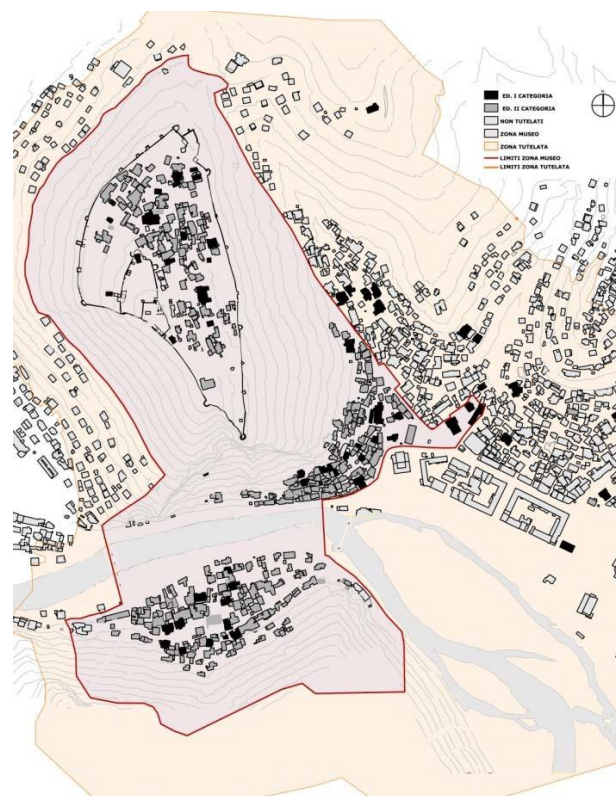 ED. I CATEGORIA
ED. II CATEGORIA
NON TUTELATI
ZONA MUSEO
ZONA TUTELATA
LIMITI ZONA MUSEO
LIMITI ZONA TUTELATA